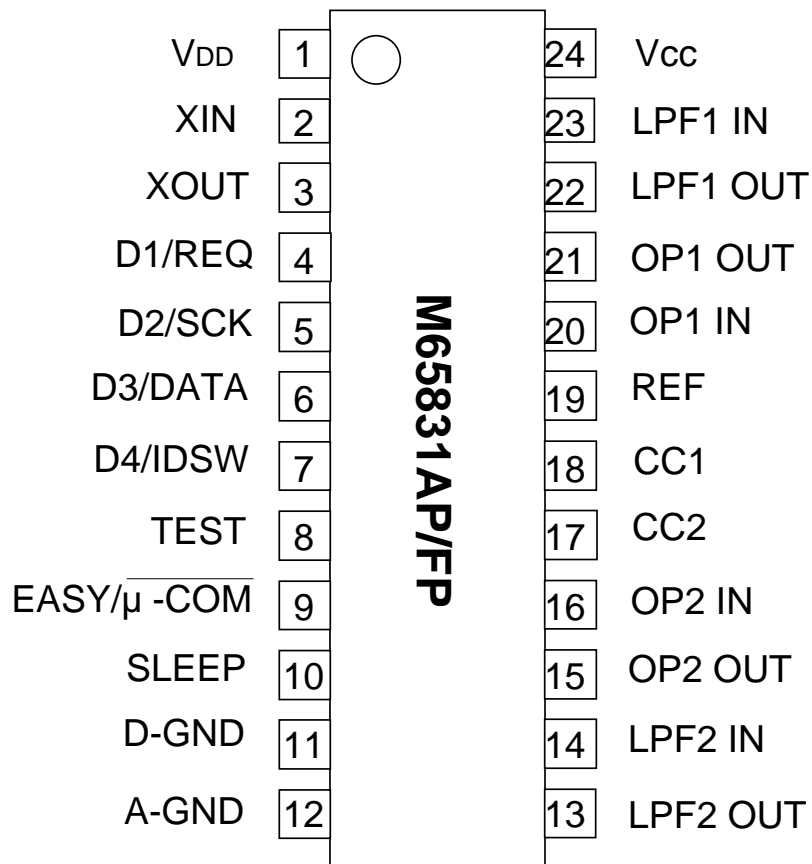 VDD 1 24 Vcc
XIN 2 23 LPF1 IN
XOUT 3 22 LPF1 OUT
D1/REQ 4 21 OP1 OUT
D2/SCK 5 20 OP1 IN
D3/DATA 6 19 REF
D4/IDSW 7 18 CC1
TEST 8 17 CC2
EASY/µ -COM 9 16 OP2 IN
SLEEP 10 15 OP2 OUT
D-GND 11 14 LPF2 IN
A-GND 12 13 LPF2 OUT
M65831AP/FP